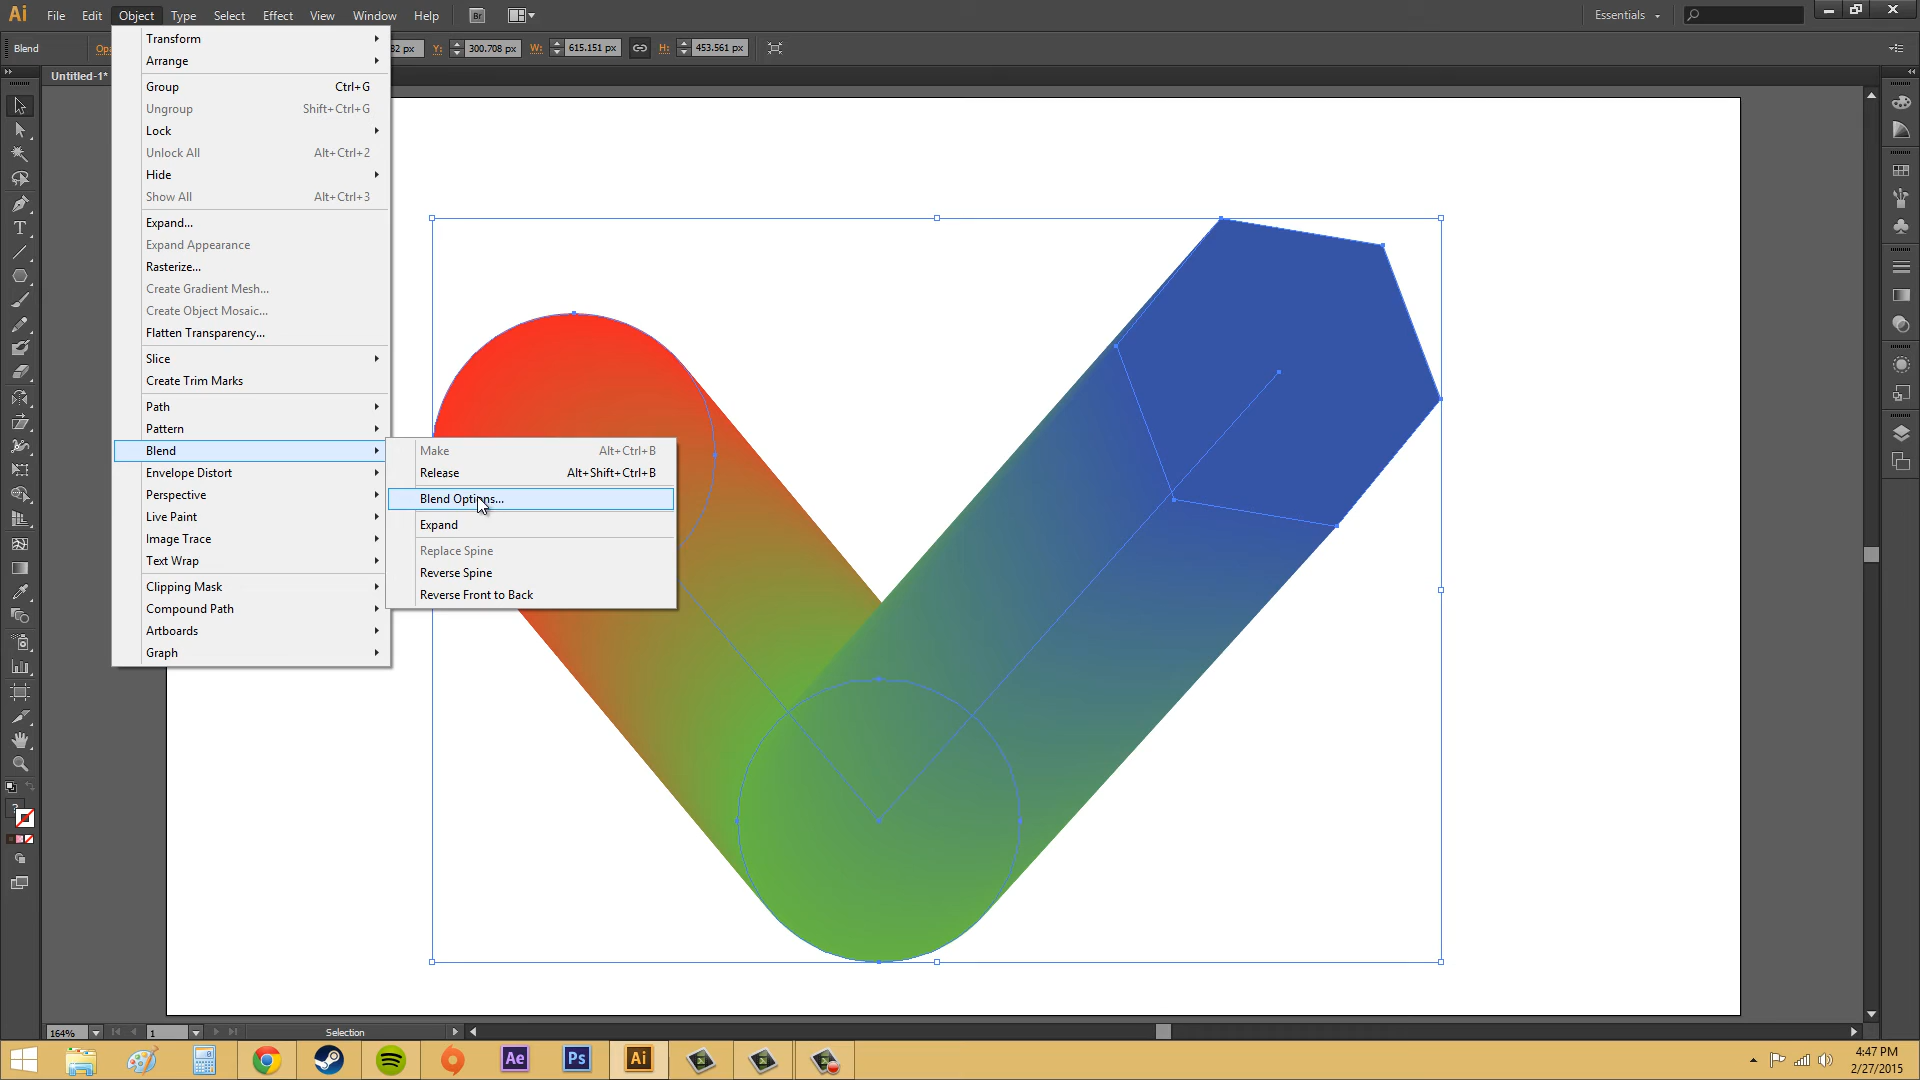 Ai File Edit Object Type Select Effect View Window Help Br Essentials
Blend Opa 82 px Y: 300.708 px W: 615.151 px H: 453.561 px
Untitled-1*
Transform
Arrange
Group Ctrl+G
Ungroup Shift+Ctrl+G
Lock
Unlock All Alt+Ctrl+2
Hide
Show All Alt+Ctrl+3
Expand...
Expand Appearance
Rasterize...
Create Gradient Mesh...
Create Object Mosaic...
Flatten Transparency...
Slice
Create Trim Marks
Path
Pattern
Blend
Envelope Distort
Perspective
Live Paint
Image Trace
Text Wrap
Clipping Mask
Compound Path
Artboards
Graph
Make Alt+Ctrl+B
Release Alt+Shift+Ctrl+B
Blend Options...
Expand
Replace Spine
Reverse Spine
Reverse Front to Back
164% 1 Selection
Ae Ps Ai
4:47 PM
2/27/2015